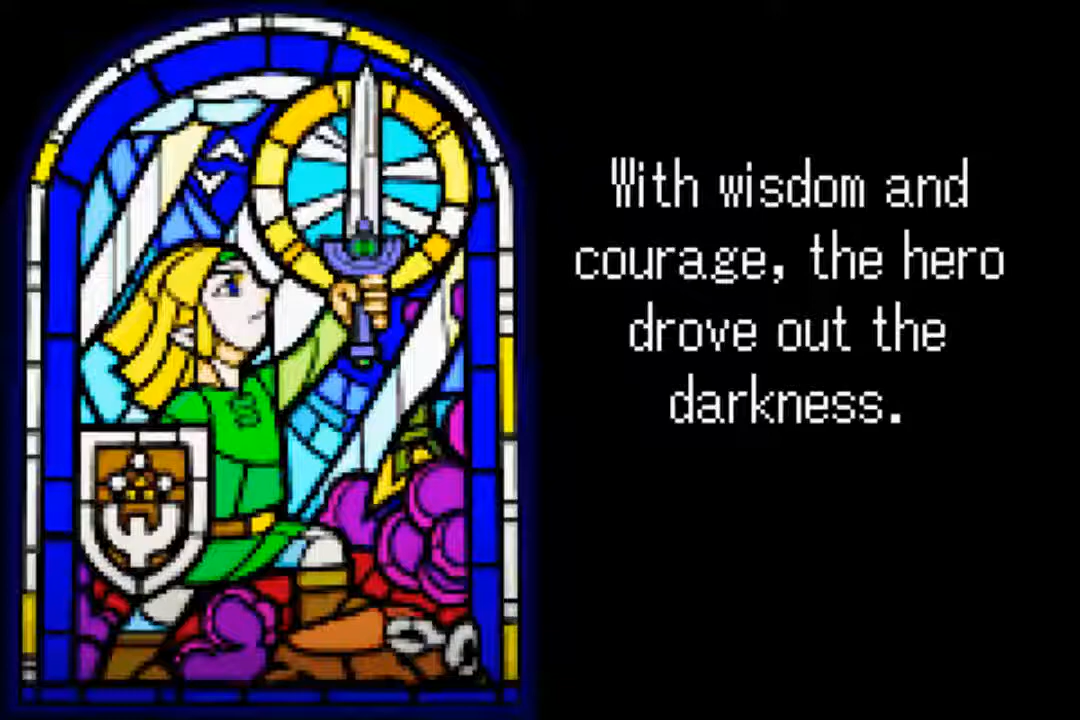 With wisdom and
courage, the hero
drove out the
darkness.